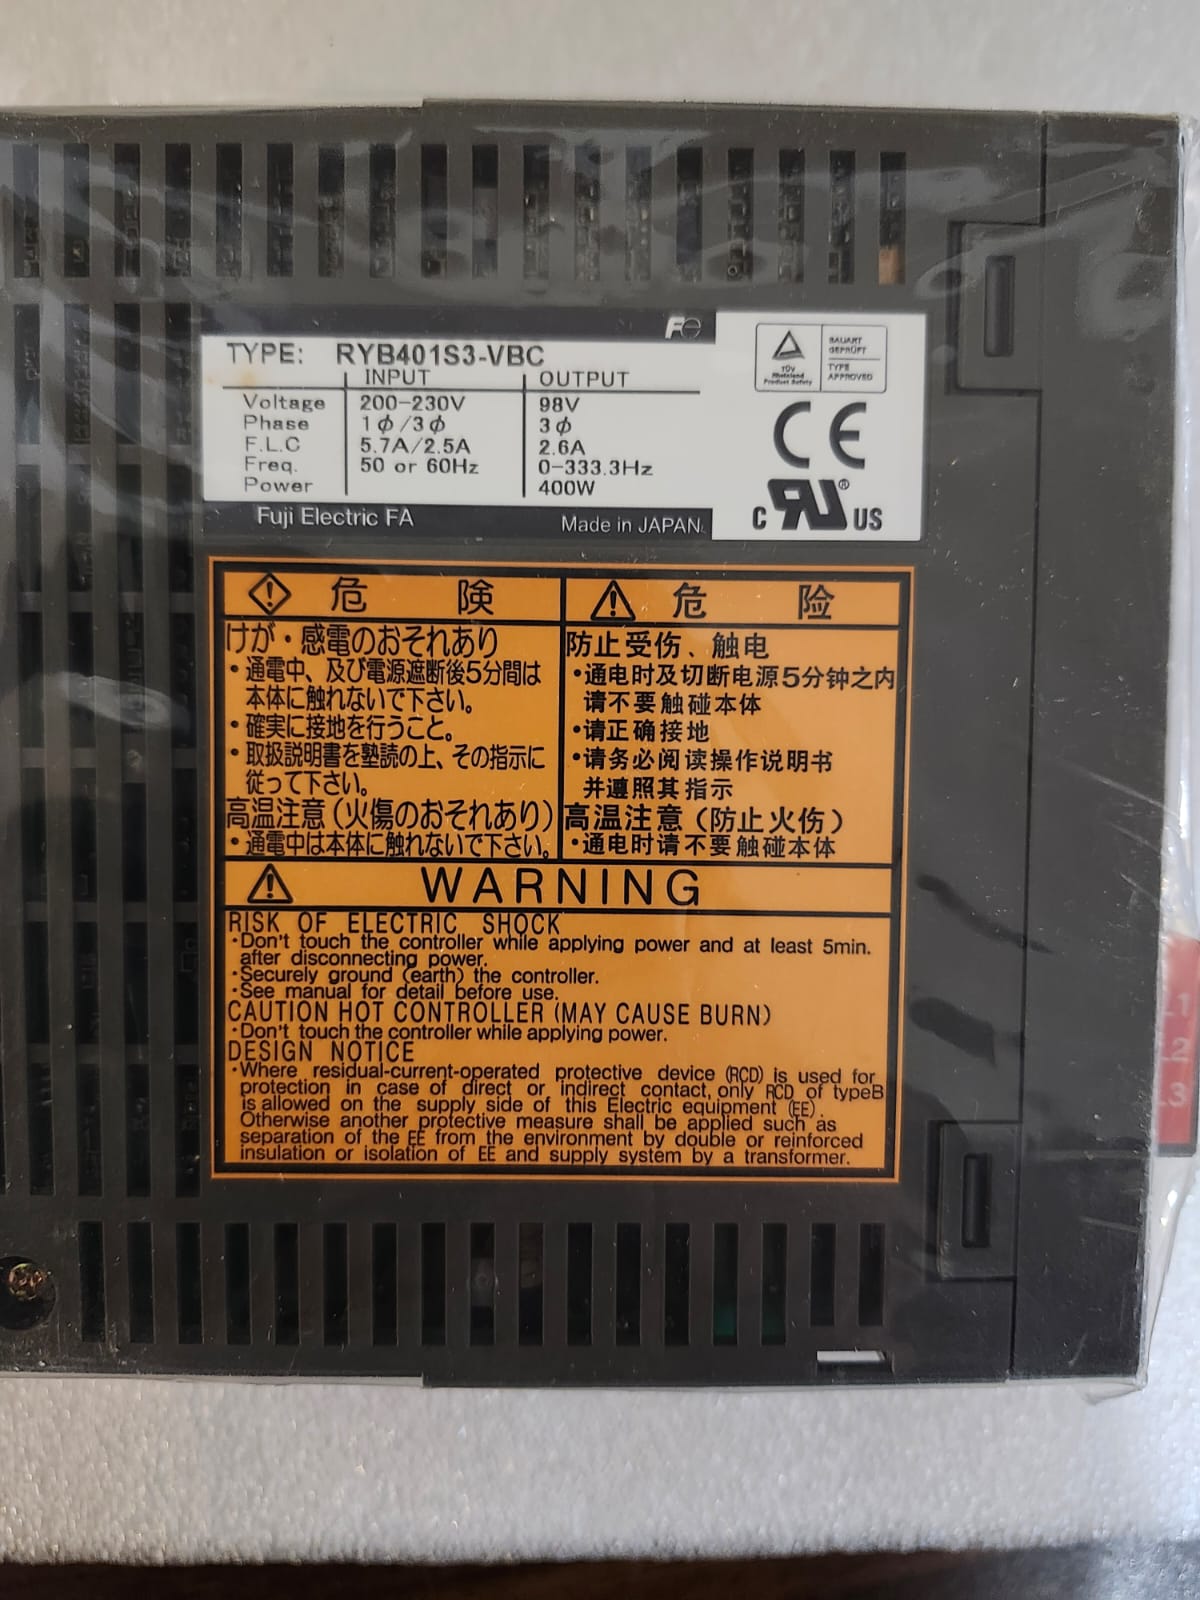 Fe
TYPE: RYB401S3-VBC
INPUT OUTPUT
Voltage 200-230V 98V
Phase 1φ/3φ 3φ
F.L.C 5.7A/2.5A 2.6A
Freq. 50 or 60Hz 0-333.3Hz
Power 400W
Fuji Electric FA Made in JAPAN.
TÜV
Rheinland
Product Safety
BAUART
GEPRÜFT
TYPE
APPROVED
CE
C RU ® US
危 険
けが・感電のおそれあり
・通電中、及び電源遮断後5分間は
本体に触れないで下さい。
・確実に接地を行うこと。
・取扱説明書を塾読の上、その指示に
従って下さい。
高温注意(火傷のおそれあり)
・通電中は本体に触れないで下さい。
危 险
防止受伤、触电
・通电时及切断电源5分钟之内
请不要触碰本体
・请正确接地
・请务必阅读操作说明书
并遵照其指示
高温注意(防止火伤)
・通电时请不要触碰本体
WARNING
RISK OF ELECTRIC SHOCK
・Don't touch the controller while applying power and at least 5min.
after disconnecting power.
・Securely ground (earth) the controller.
・See manual for detail before use.
CAUTION HOT CONTROLLER (MAY CAUSE BURN)
・Don't touch the controller while applying power.
DESIGN NOTICE
・Where residual-current-operated protective device (RCD) is used for
protection in case of direct or indirect contact, only RCD of typeB
is allowed on the supply side of this Electric equipment (EE).
Otherwise another protective measure shall be applied such as
separation of the EE from the environment by double or reinforced
insulation or isolation of EE and supply system by a transformer.
1
2
3